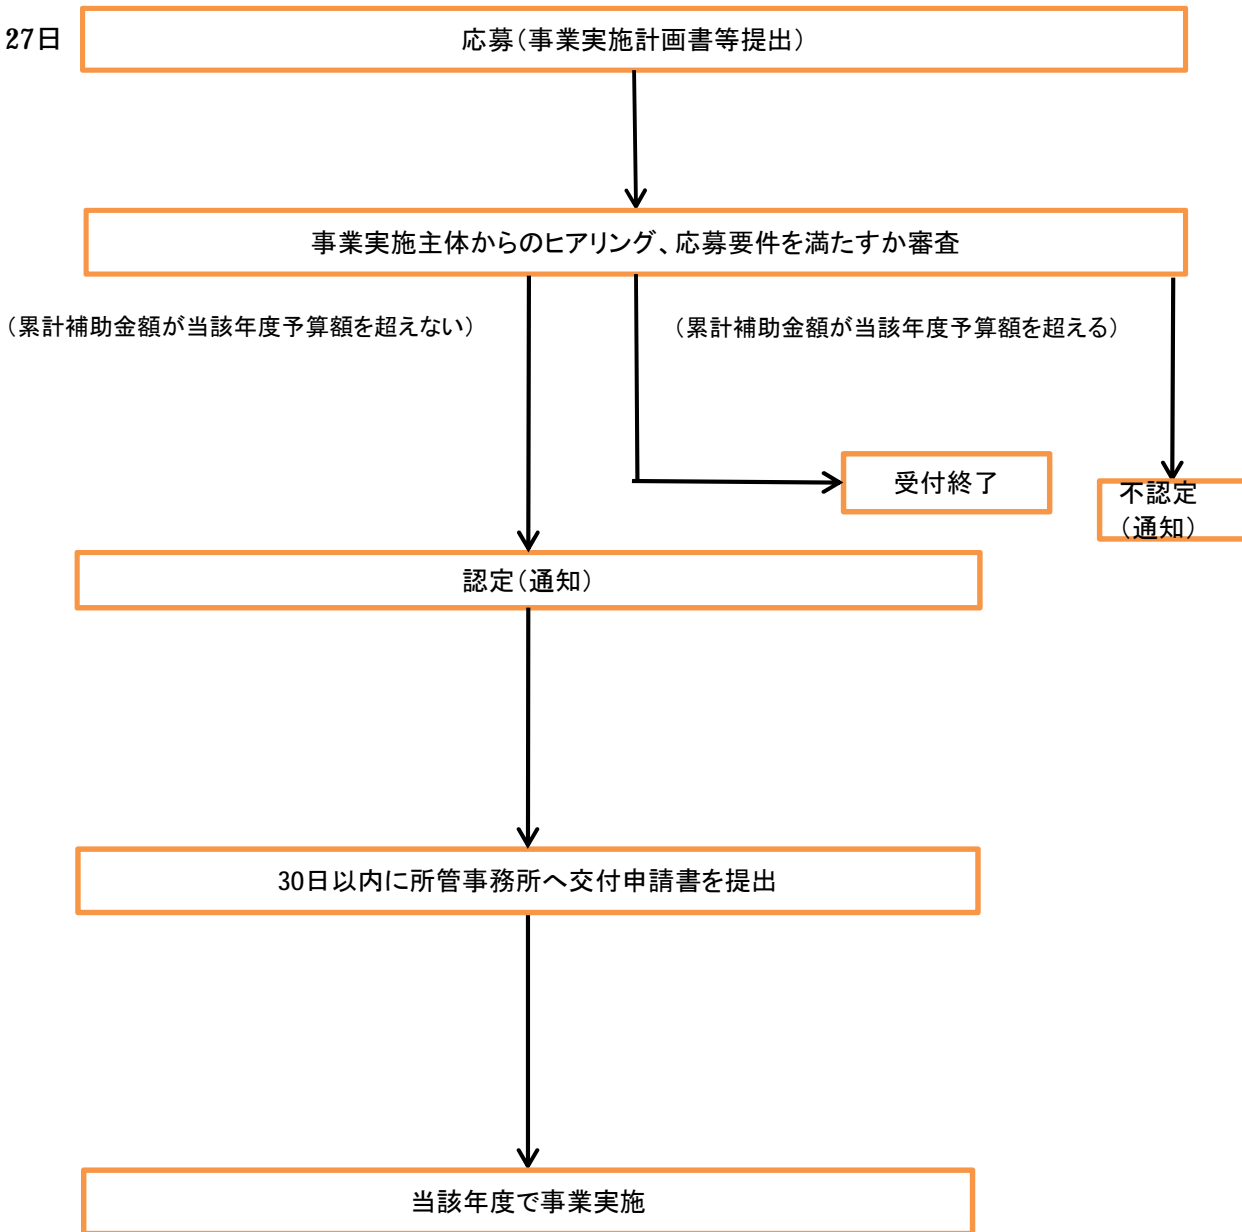 27日
応募（事業実施計画書等提出）
事業実施主体からのヒアリング、応募要件を満たすか審査
（累計補助金額が当該年度予算額を超えない）
（累計補助金額が当該年度予算額を超える）
受付終了
不認定
（通知）
認定（通知）
30日以内に所管事務所へ交付申請書を提出
当該年度で事業実施